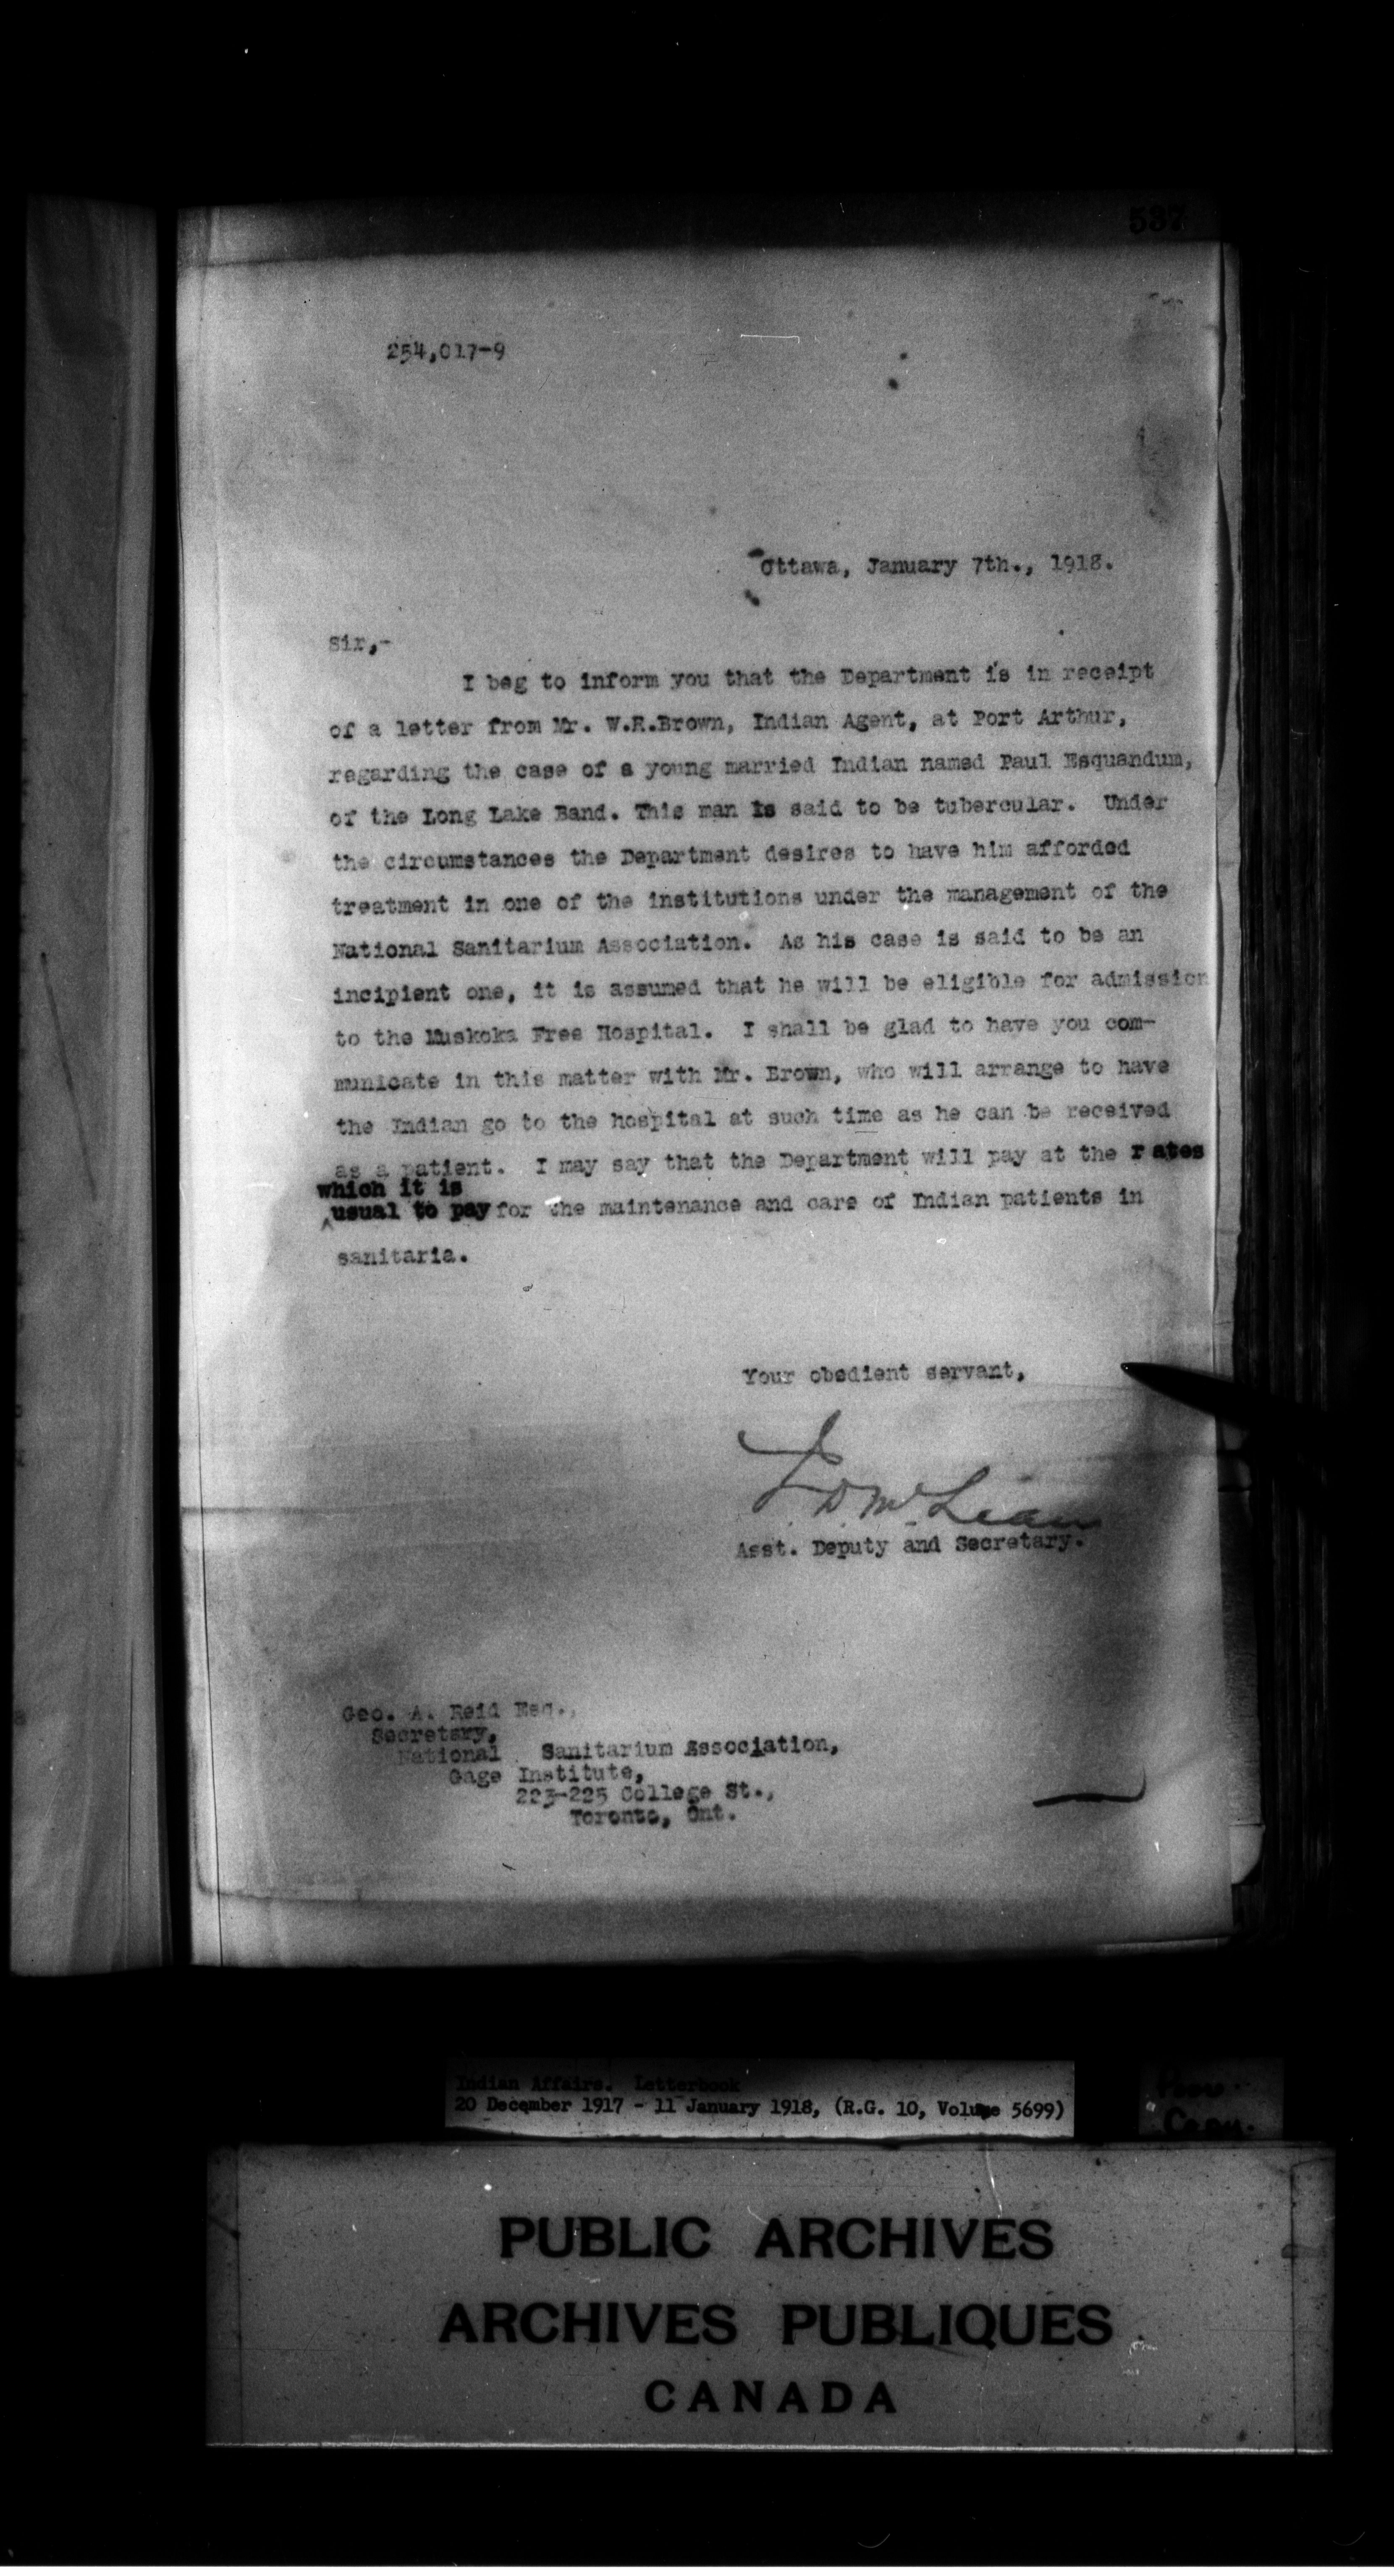 537
254,017-9
Ottawa, January 7th., 1918.
Sir,-
I beg to inform you that the Department is in receipt
of a letter from Mr. W.R.Brown, Indian Agent, at Port Arthur,
regarding the case of a young married Indian named Paul Esquandum,
of the Long Lake Band. This man is said to be tubercular. Under
the circumstances the Department desires to have him afforded
treatment in one of the institutions under the management of the
National Sanitarium Association. As his case is said to be an
incipient one, it is assumed that he will be eligible for admission
to the Muskoka Free Hospital. I shall be glad to have you com-
municate in this matter with Mr. Brown, who will arrange to have
the Indian go to the hospital at such time as he can be received
as a patient. I may say that the Department will pay at the rates
which it is
usual to pay for the maintenance and care of Indian patients in
sanitaria.
Your obedient servant,
J. D. McLean
Asst. Deputy and Secretary.
Geo. A. Reid Esq.,
Secretary,
National Sanitarium Association,
Gage Institute,
223-225 College St.,
Toronto, Ont.
Indian Affairs. Letterbook
20 December 1917 - 11 January 1918, (R.G. 10, Volume 5699)
Poor
Copy.
PUBLIC ARCHIVES
ARCHIVES PUBLIQUES
CANADA